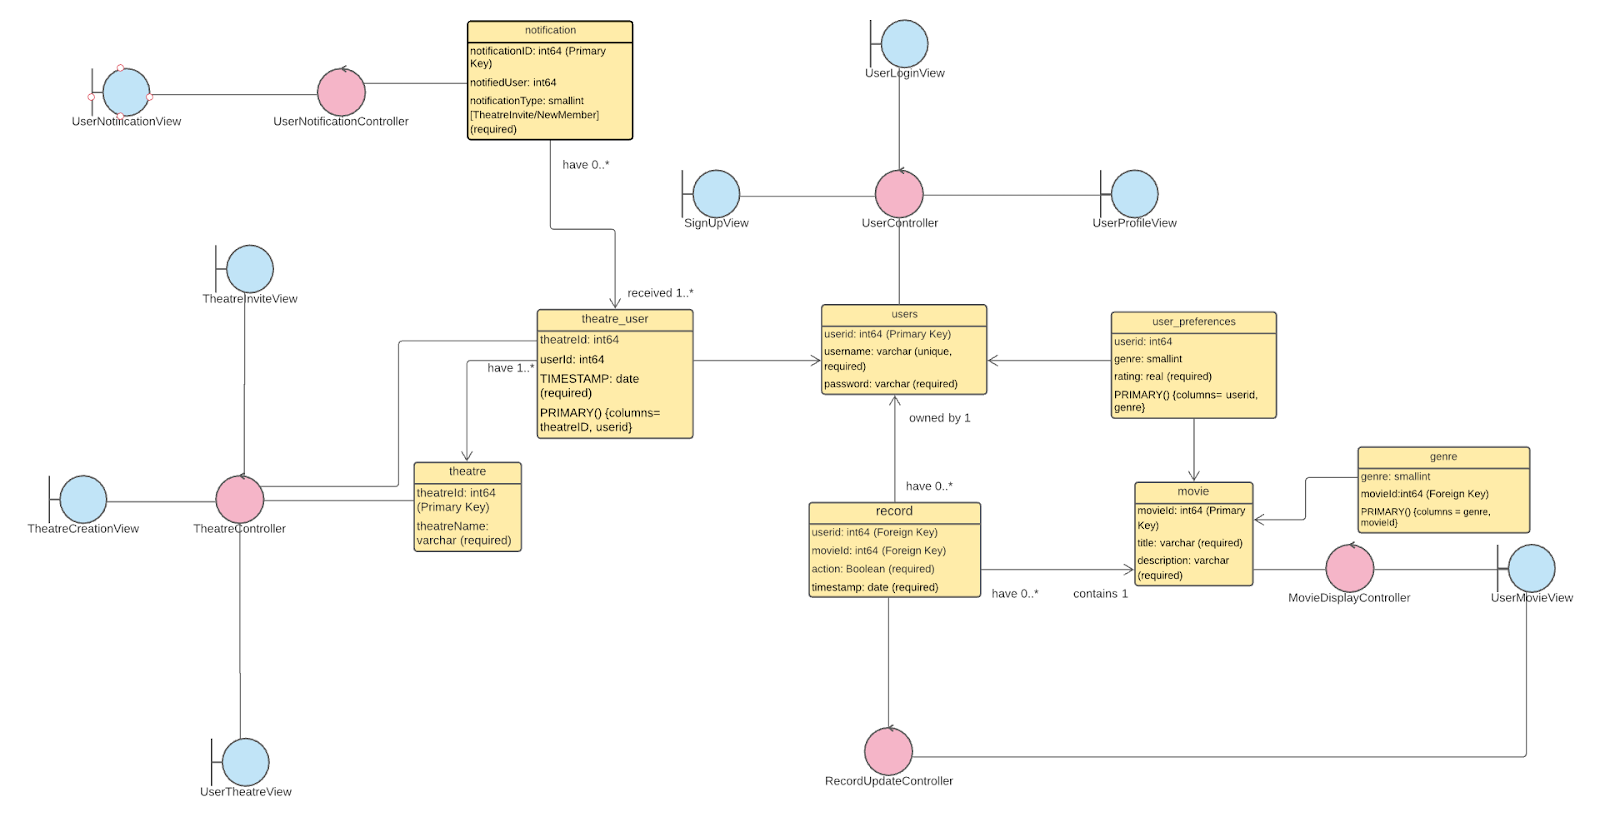 notification
notificationID: int64 (Primary
Key)
notifiedUser: int64
notificationType: smallint
[TheatreInvite/NewMember]
(required)
UserNotificationView
UserNotificationController
have 0..*
received 1..*
UserLoginView
SignUpView
UserController
UserProfileView
TheatreInviteView
theatre_user
theatreId: int64
userId: int64
TIMESTAMP: date
(required)
PRIMARY() {columns=
theatreID, userid}
have 1..*
users
userid: int64 (Primary Key)
username: varchar (unique,
required)
password: varchar (required)
user_preferences
userid: int64
genre: smallint
rating: real (required)
PRIMARY() {columns= userid,
genre}
owned by 1
have 0..*
theatre
theatreId: int64
(Primary Key)
theatreName:
varchar (required)
TheatreCreationView
TheatreController
record
userid: int64 (Foreign Key)
movieId: int64 (Foreign Key)
action: Boolean (required)
timestamp: date (required)
have 0..*
contains 1
movie
movieId: int64 (Primary
Key)
title: varchar (required)
description: varchar
(required)
genre
genre: smallint
movieId:int64 (Foreign Key)
PRIMARY() {columns = genre,
movieId}
MovieDisplayController
UserMovieView
UserTheatreView
RecordUpdateController